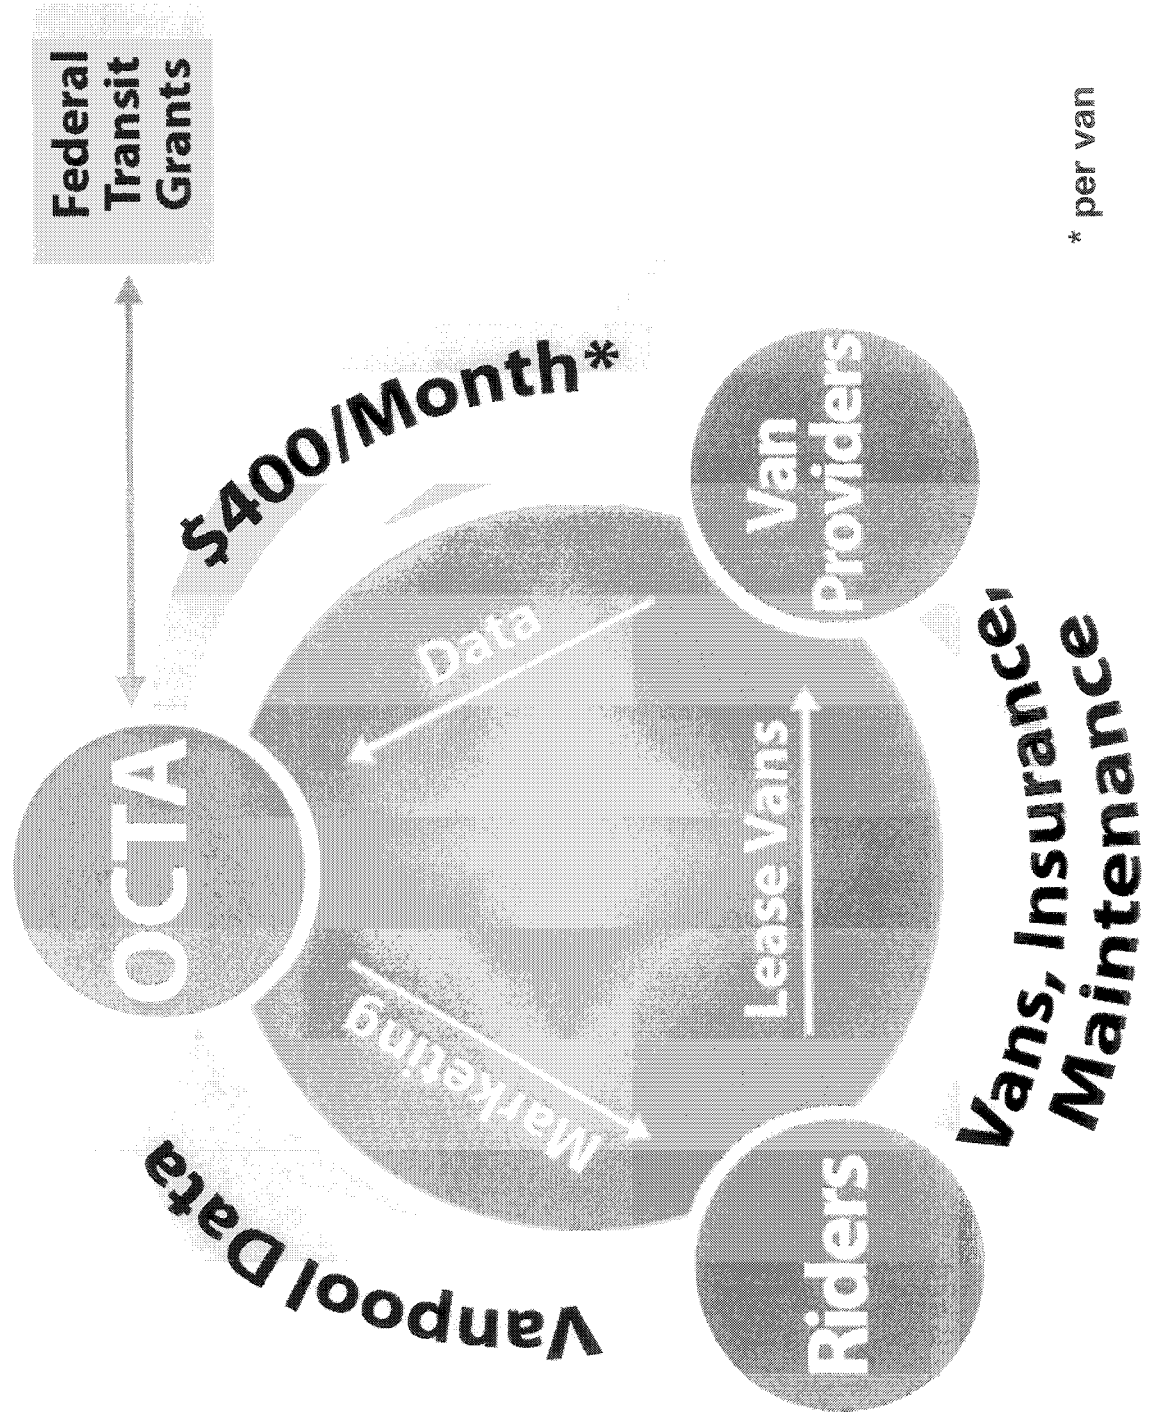 Federal
Transit
Grants
OCTA
$400/Month*
Vanpool Data
Marketing
Data
Lease Vans
Riders
Van
Providers
Vans, Insurance,
Maintenance
* per van